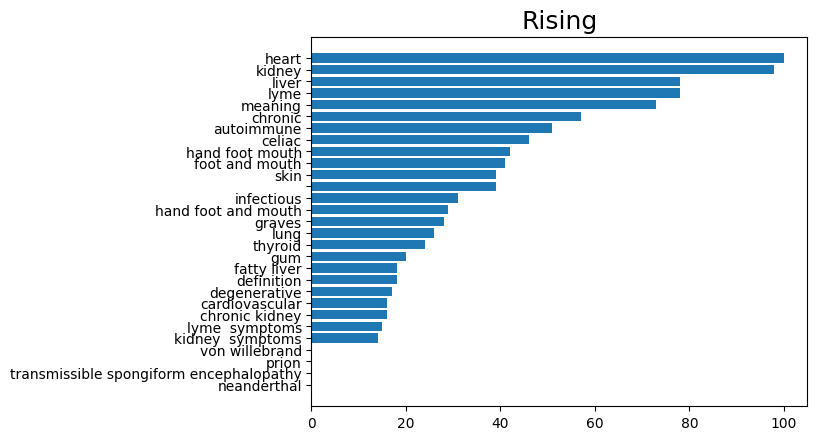 Rising
heart
kidney
liver
lyme
meaning
chronic
autoimmune
celiac
hand foot mouth
foot and mouth
skin
infectious
hand foot and mouth
graves
lung
thyroid
gum
fatty liver
definition
degenerative
cardiovascular
chronic kidney
lyme  symptoms
kidney  symptoms
von willebrand
prion
transmissible spongiform encephalopathy
neanderthal
0 20 40 60 80 100